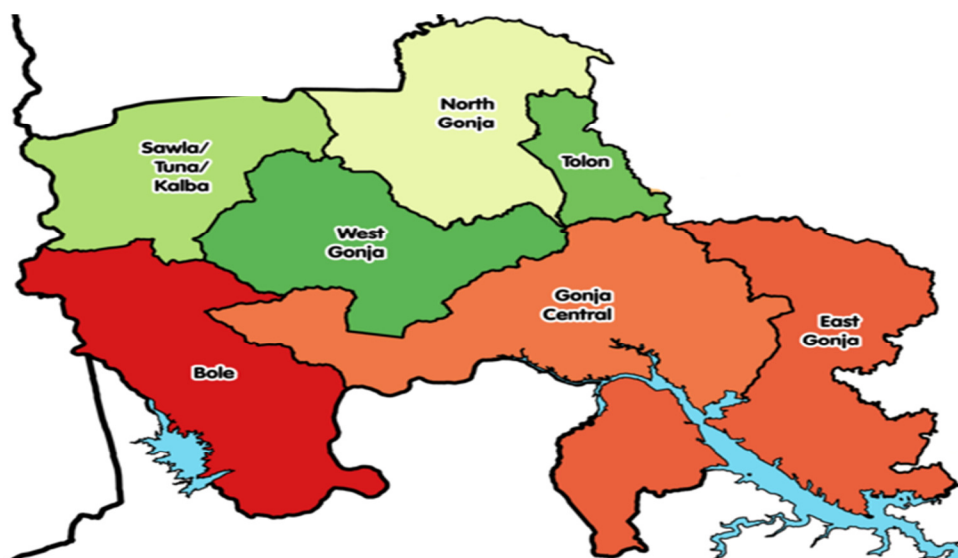 North
Gonja
Sawla/
Tuna/
Kalba
Tolon
West
Gonja
Gonja
Central
East
Gonja
Bole